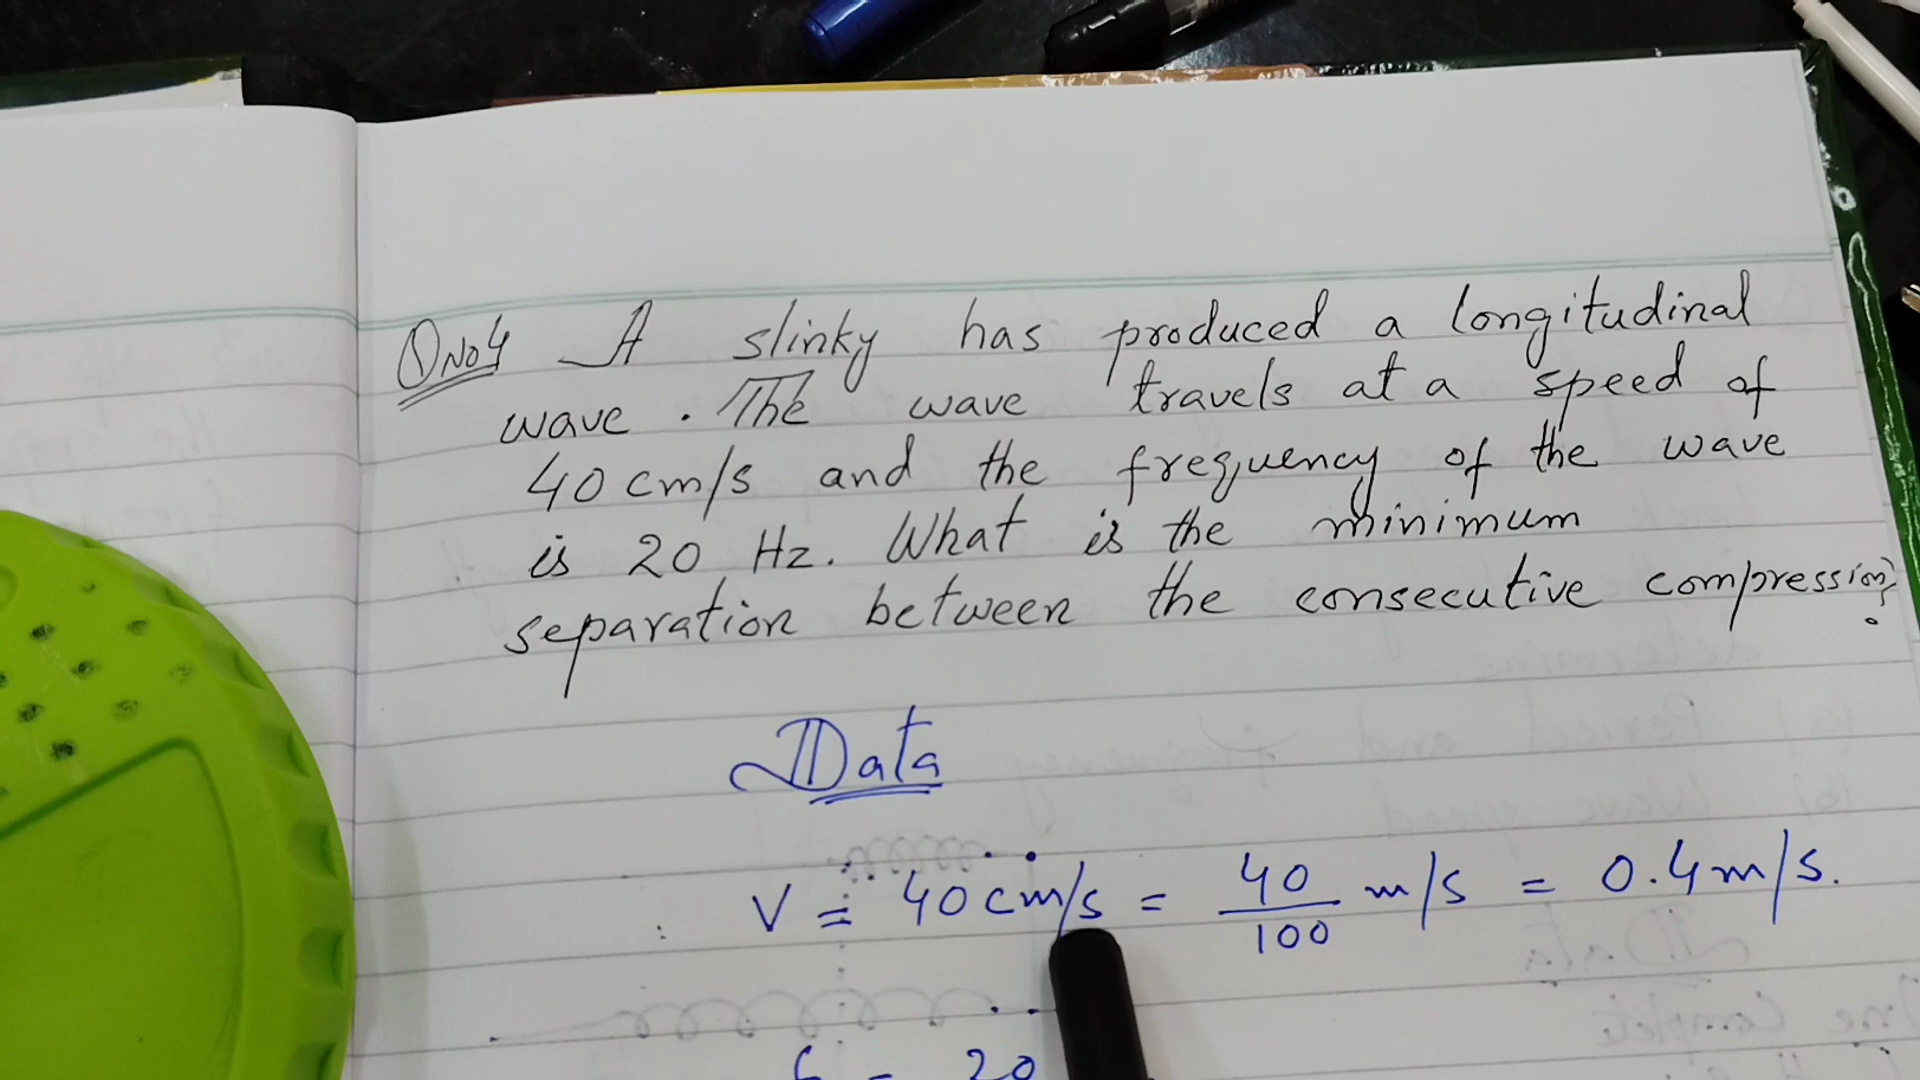 QNo4 A slinky has produced a longitudinal
wave. The wave travels at a speed of
40 cm/s and the frequency of the wave
is 20 Hz. What is the minimum
separation between the consecutive compression?
Data
V = 40 cm/s = 40/100 m/s = 0.4 m/s.
f = 20